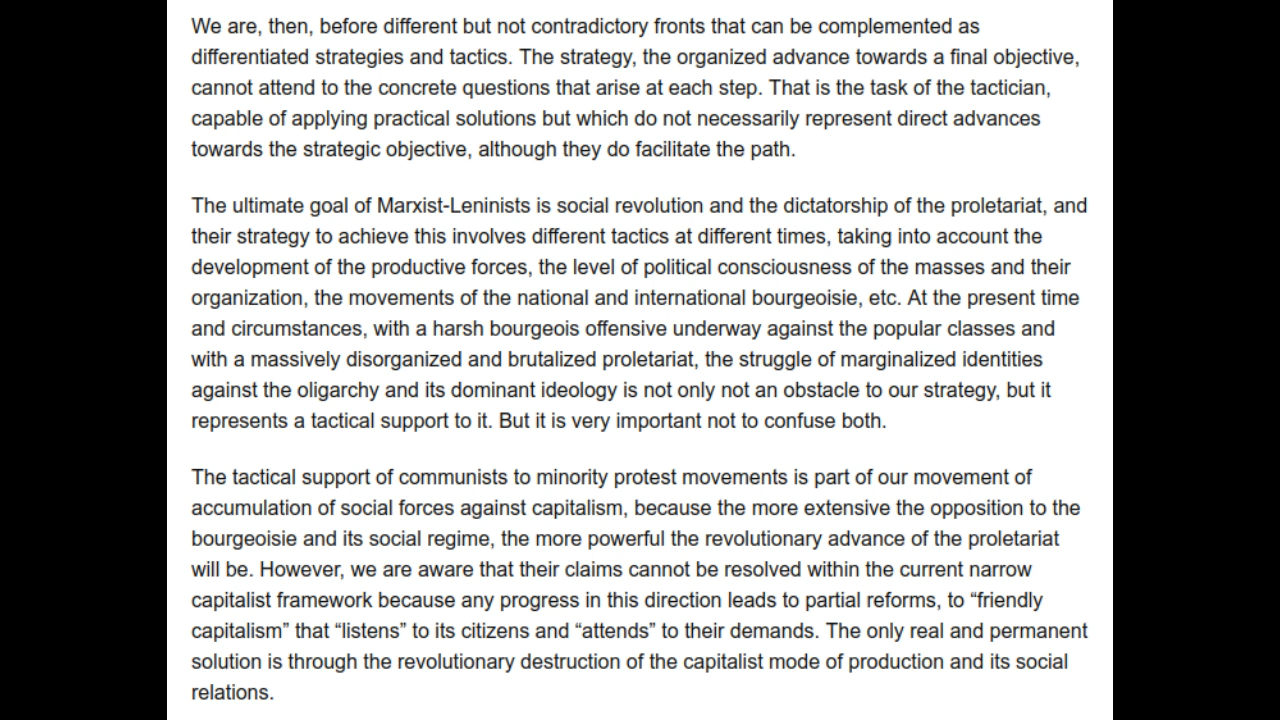 We are, then, before different but not contradictory fronts that can be complemented as
differentiated strategies and tactics. The strategy, the organized advance towards a final objective,
cannot attend to the concrete questions that arise at each step. That is the task of the tactician,
capable of applying practical solutions but which do not necessarily represent direct advances
towards the strategic objective, although they do facilitate the path.
The ultimate goal of Marxist-Leninists is social revolution and the dictatorship of the proletariat, and
their strategy to achieve this involves different tactics at different times, taking into account the
development of the productive forces, the level of political consciousness of the masses and their
organization, the movements of the national and international bourgeoisie, etc. At the present time
and circumstances, with a harsh bourgeois offensive underway against the popular classes and
with a massively disorganized and brutalized proletariat, the struggle of marginalized identities
against the oligarchy and its dominant ideology is not only not an obstacle to our strategy, but it
represents a tactical support to it. But it is very important not to confuse both.
The tactical support of communists to minority protest movements is part of our movement of
accumulation of social forces against capitalism, because the more extensive the opposition to the
bourgeoisie and its social regime, the more powerful the revolutionary advance of the proletariat
will be. However, we are aware that their claims cannot be resolved within the current narrow
capitalist framework because any progress in this direction leads to partial reforms, to “friendly
capitalism” that “listens” to its citizens and “attends” to their demands. The only real and permanent
solution is through the revolutionary destruction of the capitalist mode of production and its social
relations.